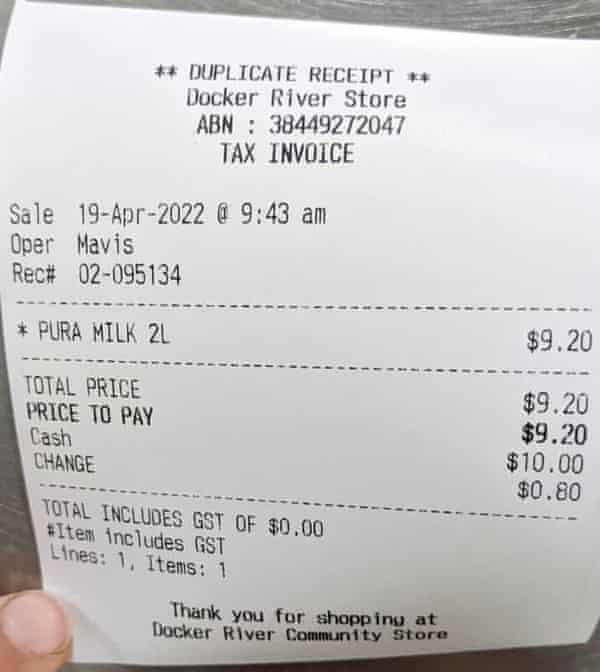 ** DUPLICATE RECEIPT **
Docker River Store
ABN : 38449272047
TAX INVOICE
Sale 19-Apr-2022 @ 9:43 am
Oper Mavis
Rec# 02-095134
* PURA MILK 2L $9.20
TOTAL PRICE $9.20
PRICE TO PAY $9.20
Cash $10.00
CHANGE $0.80
TOTAL INCLUDES GST OF $0.00
#Item includes GST
Lines: 1, Items: 1
Thank you for shopping at
Docker River Community Store